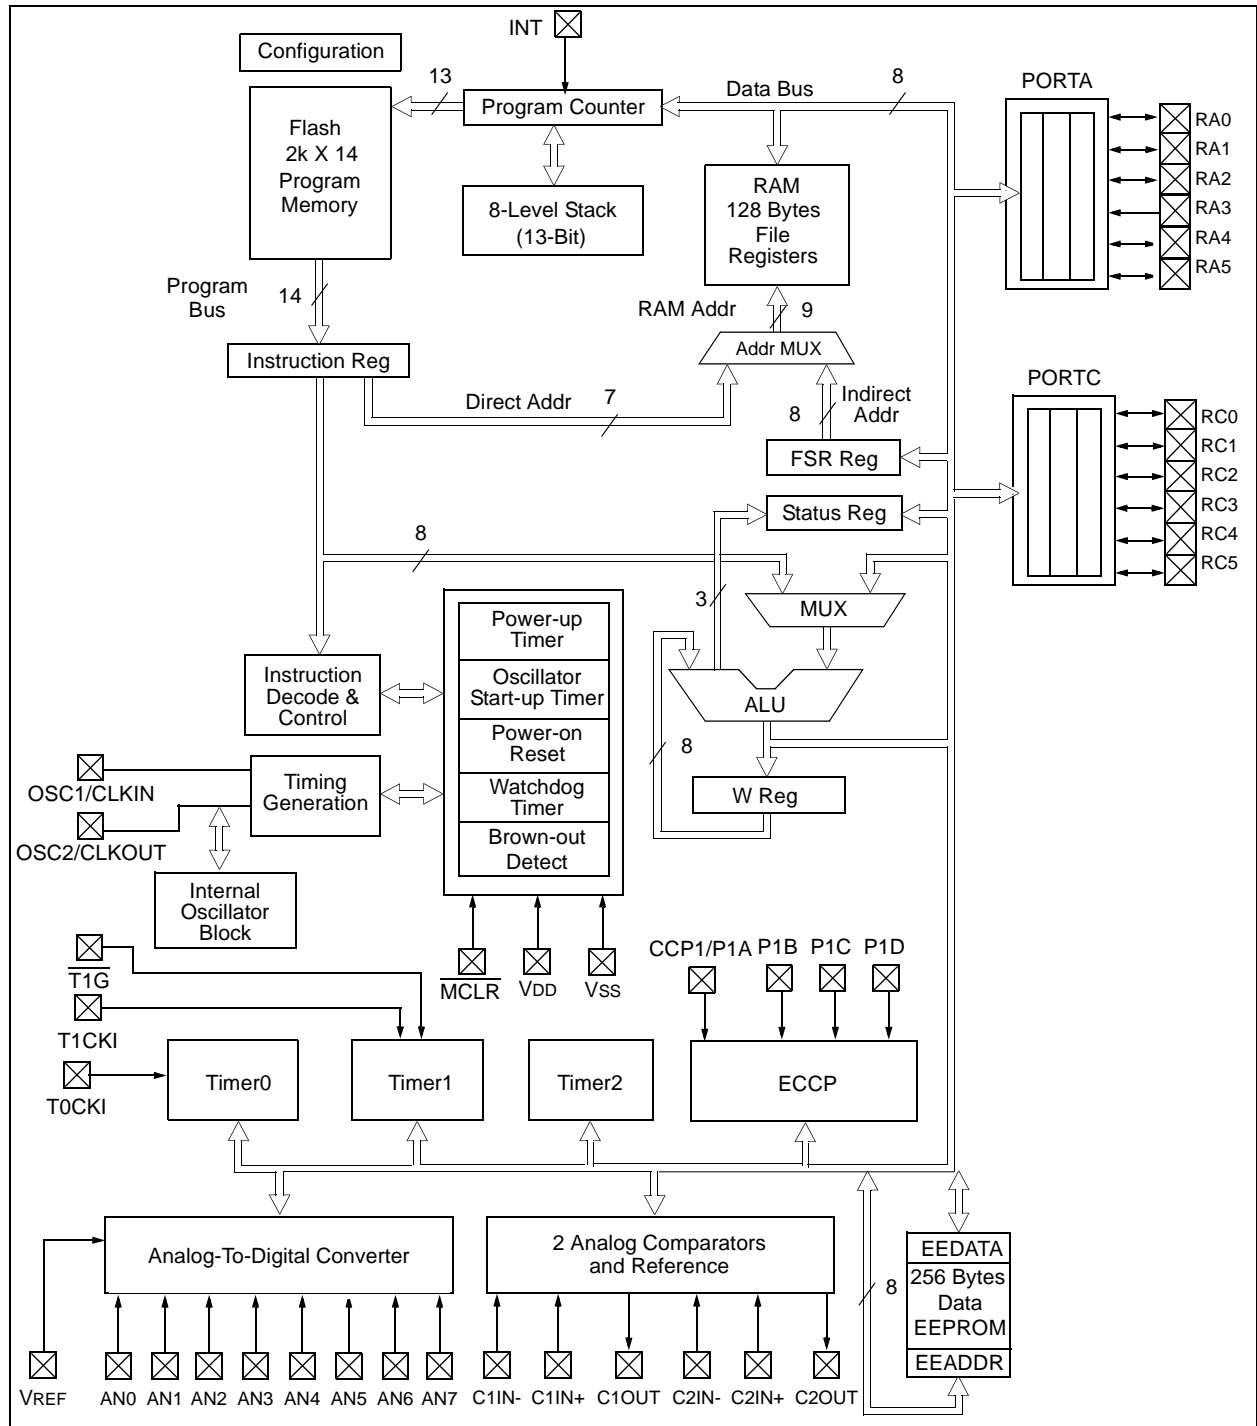 INT
Configuration
13
Program Counter
Data Bus
8
PORTA
Flash
2k X 14
Program
Memory
8-Level Stack
(13-Bit)
RAM
128 Bytes
File
Registers
RA0
RA1
RA2
RA3
RA4
RA5
Program
Bus
14
RAM Addr
9
Addr MUX
Instruction Reg
Direct Addr
7
8
Indirect
Addr
FSR Reg
PORTC
RC0
RC1
RC2
RC3
RC4
RC5
Status Reg
8
3
MUX
ALU
8
W Reg
Power-up
Timer
Oscillator
Start-up Timer
Power-on
Reset
Watchdog
Timer
Brown-out
Detect
Instruction
Decode &
Control
OSC1/CLKIN
Timing
Generation
OSC2/CLKOUT
Internal
Oscillator
Block
MCLR
VDD
VSS
CCP1/P1A
P1B
P1C
P1D
T1G
T1CKI
T0CKI
Timer0
Timer1
Timer2
ECCP
Analog-To-Digital Converter
2 Analog Comparators
and Reference
8
EEDATA
256 Bytes
Data
EEPROM
EEADDR
VREF
AN0
AN1
AN2
AN3
AN4
AN5
AN6
AN7
C1IN-
C1IN+
C1OUT
C2IN-
C2IN+
C2OUT